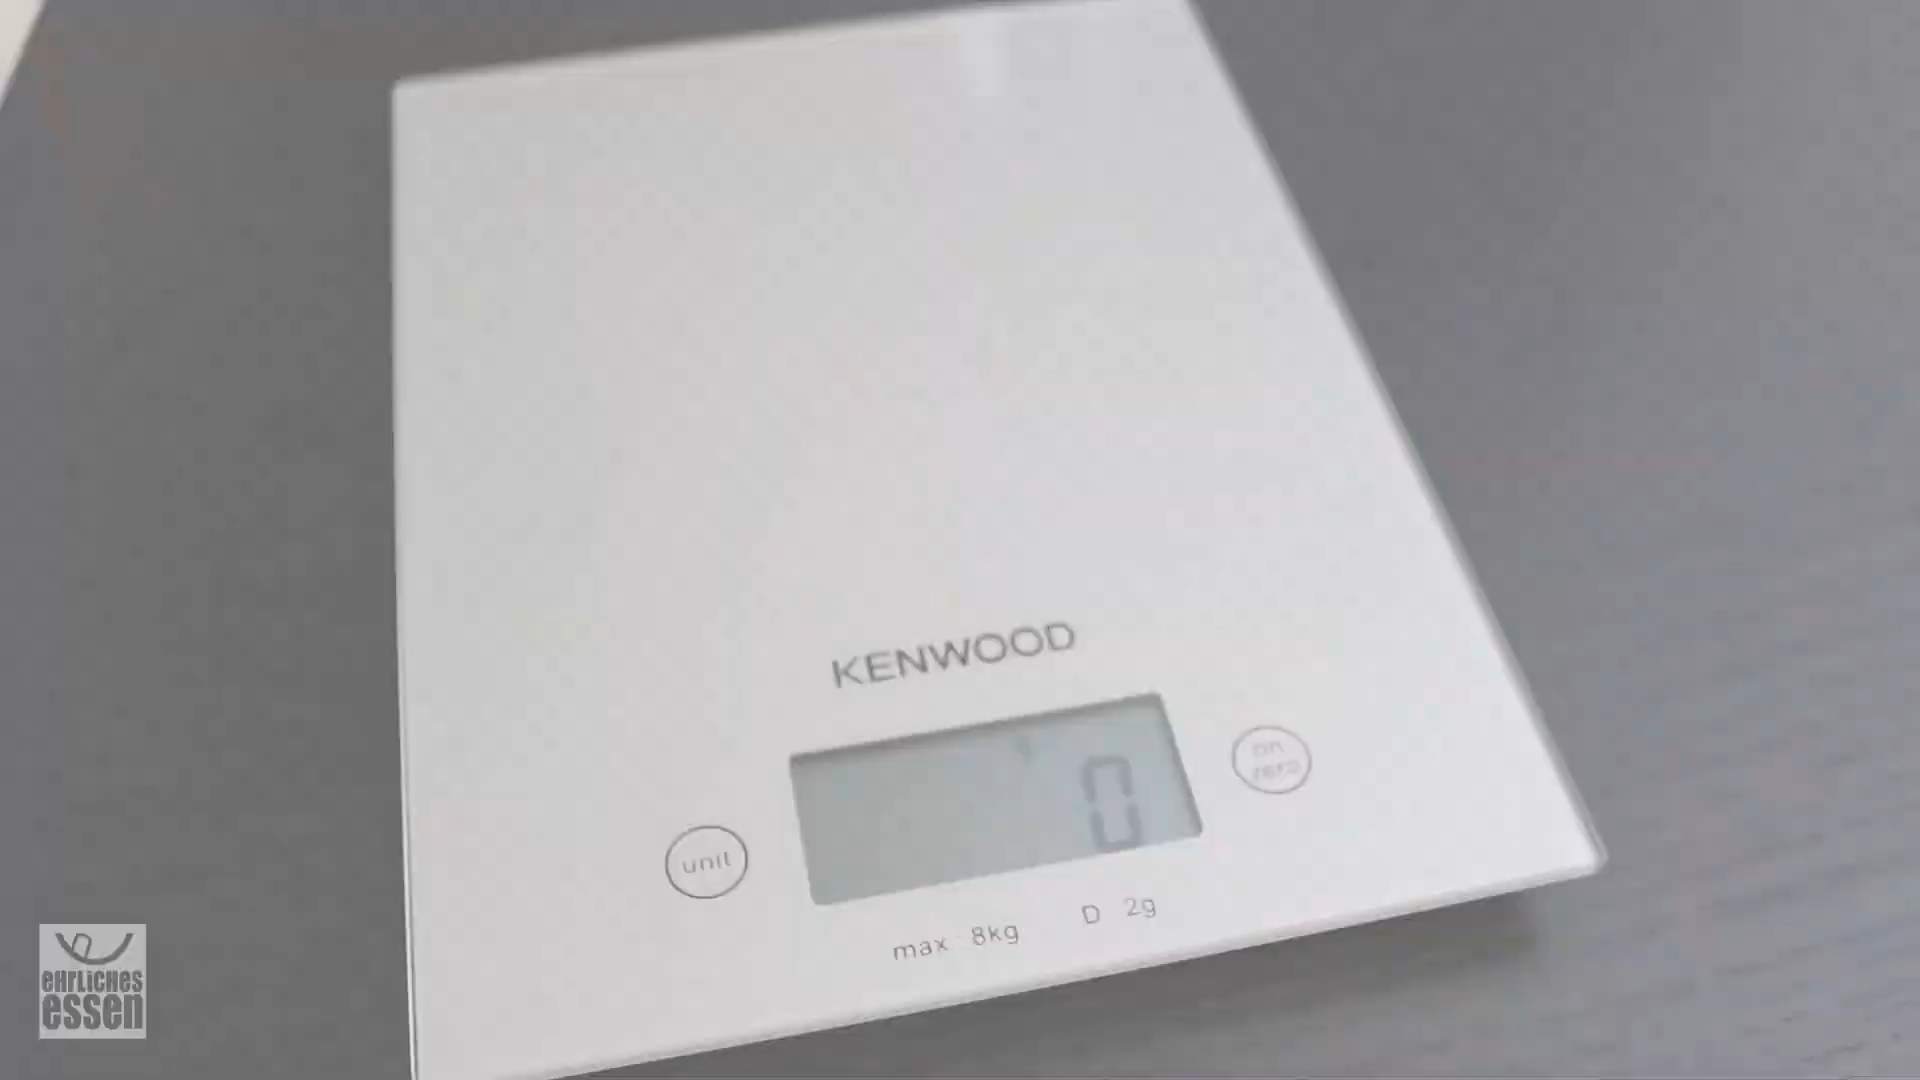 KENWOOD
0
on
zero
unit
max 8kg D 2g
eHRLiCHES
essen